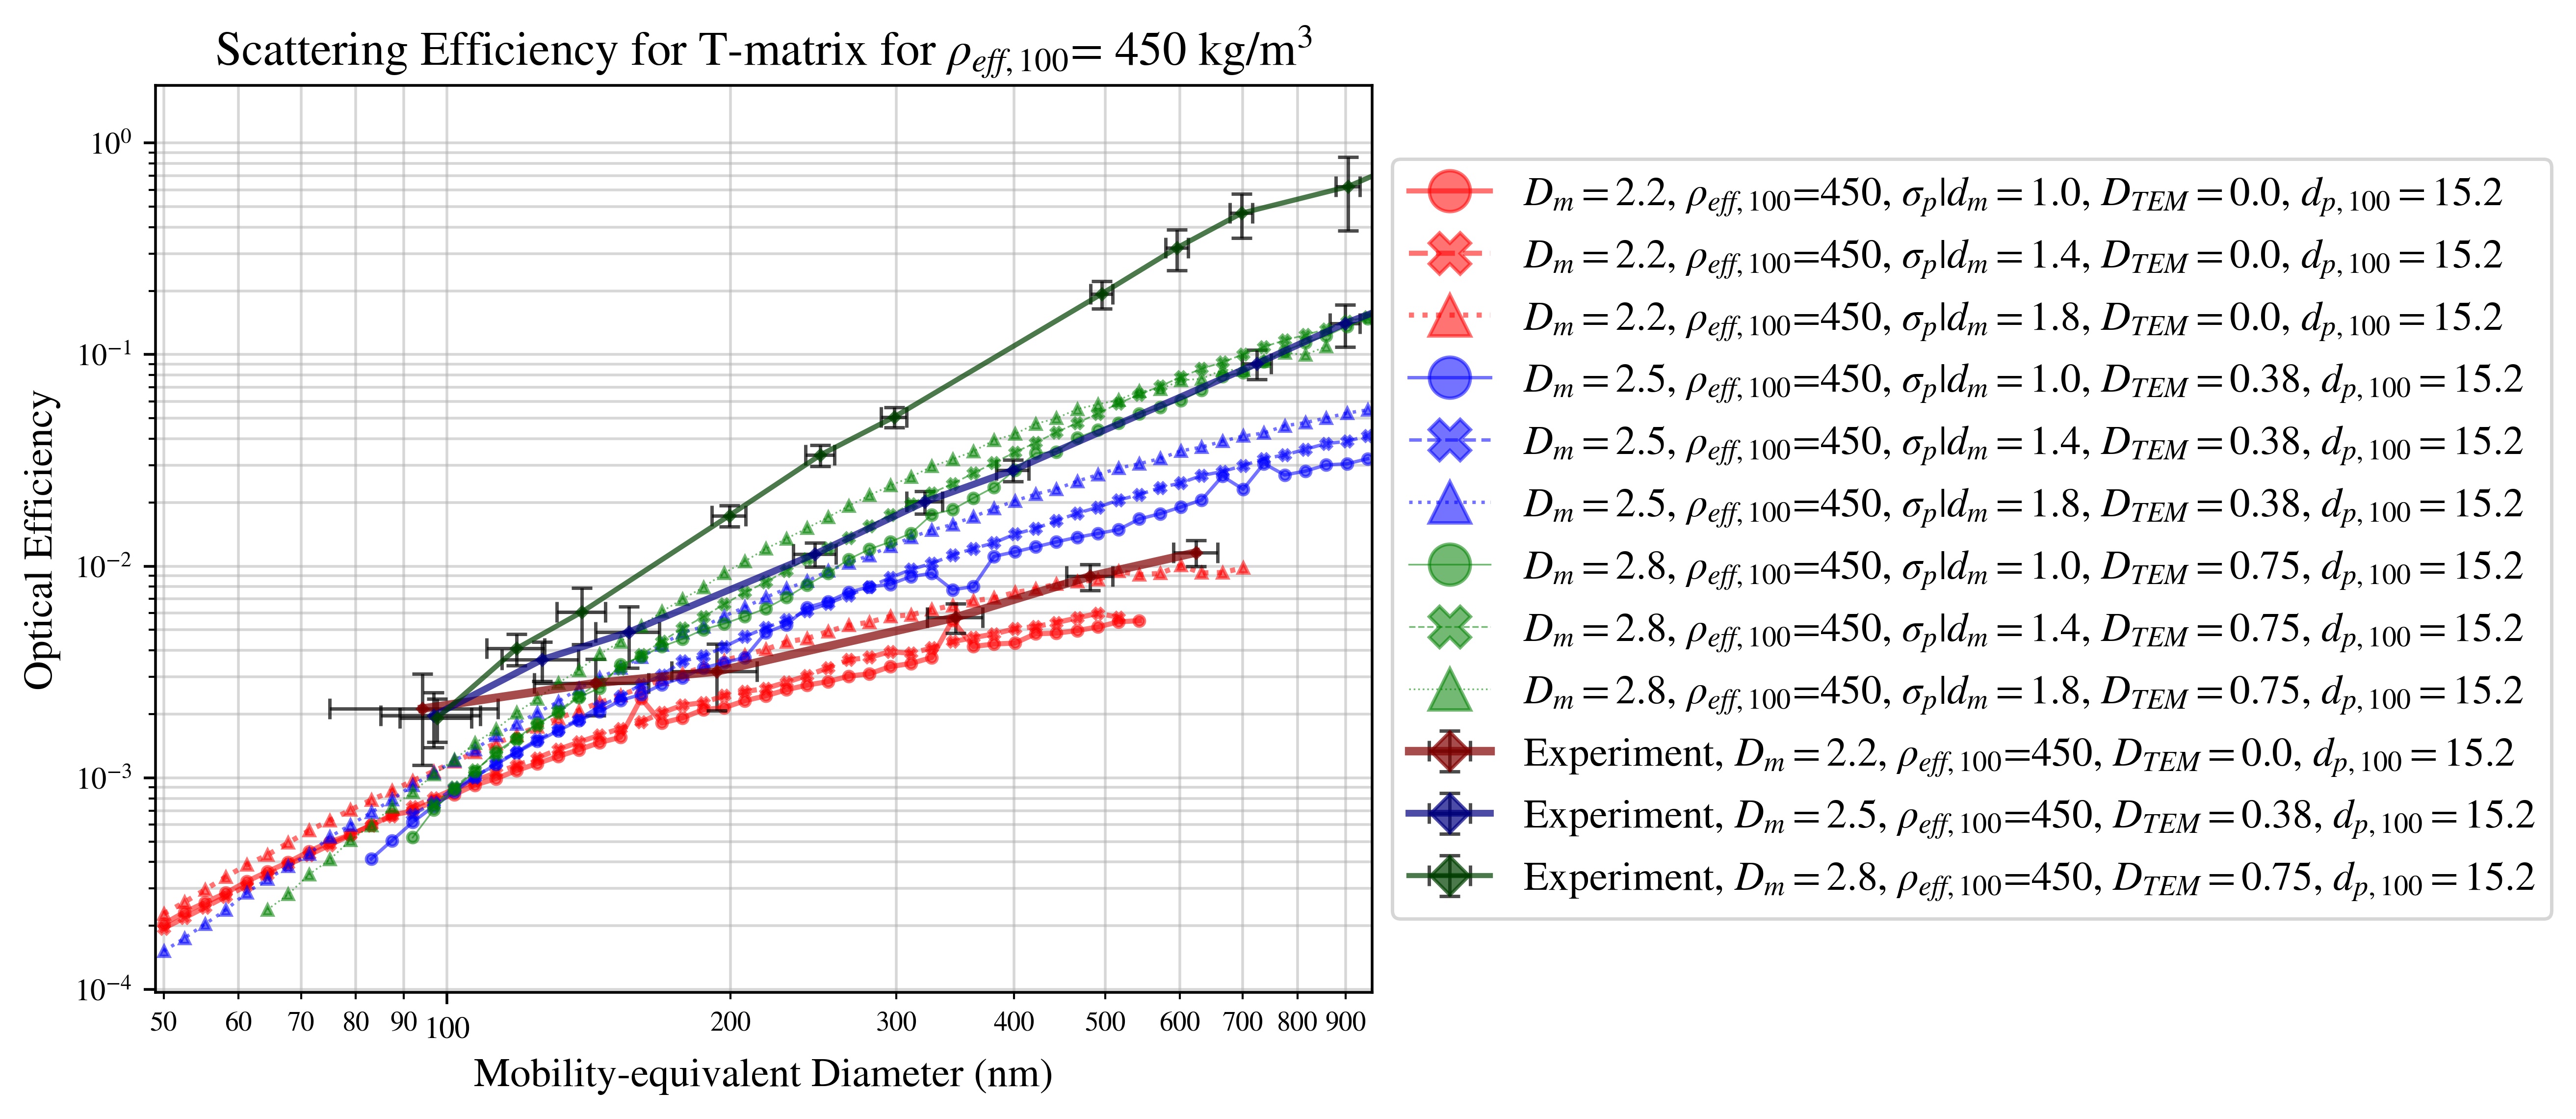 Scattering Efficiency for T-matrix for ρeff, 100= 450 kg/m³
Optical Efficiency
10⁰
10⁻¹
10⁻²
10⁻³
10⁻⁴
50 60 70 80 90 100 200 300 400 500 600 700 800 900
Mobility-equivalent Diameter (nm)
Dm = 2.2, ρeff, 100=450, σp|dm = 1.0, DTEM = 0.0, dp, 100 = 15.2
Dm = 2.2, ρeff, 100=450, σp|dm = 1.4, DTEM = 0.0, dp, 100 = 15.2
Dm = 2.2, ρeff, 100=450, σp|dm = 1.8, DTEM = 0.0, dp, 100 = 15.2
Dm = 2.5, ρeff, 100=450, σp|dm = 1.0, DTEM = 0.38, dp, 100 = 15.2
Dm = 2.5, ρeff, 100=450, σp|dm = 1.4, DTEM = 0.38, dp, 100 = 15.2
Dm = 2.5, ρeff, 100=450, σp|dm = 1.8, DTEM = 0.38, dp, 100 = 15.2
Dm = 2.8, ρeff, 100=450, σp|dm = 1.0, DTEM = 0.75, dp, 100 = 15.2
Dm = 2.8, ρeff, 100=450, σp|dm = 1.4, DTEM = 0.75, dp, 100 = 15.2
Dm = 2.8, ρeff, 100=450, σp|dm = 1.8, DTEM = 0.75, dp, 100 = 15.2
Experiment, Dm = 2.2, ρeff, 100=450, DTEM = 0.0, dp, 100 = 15.2
Experiment, Dm = 2.5, ρeff, 100=450, DTEM = 0.38, dp, 100 = 15.2
Experiment, Dm = 2.8, ρeff, 100=450, DTEM = 0.75, dp, 100 = 15.2